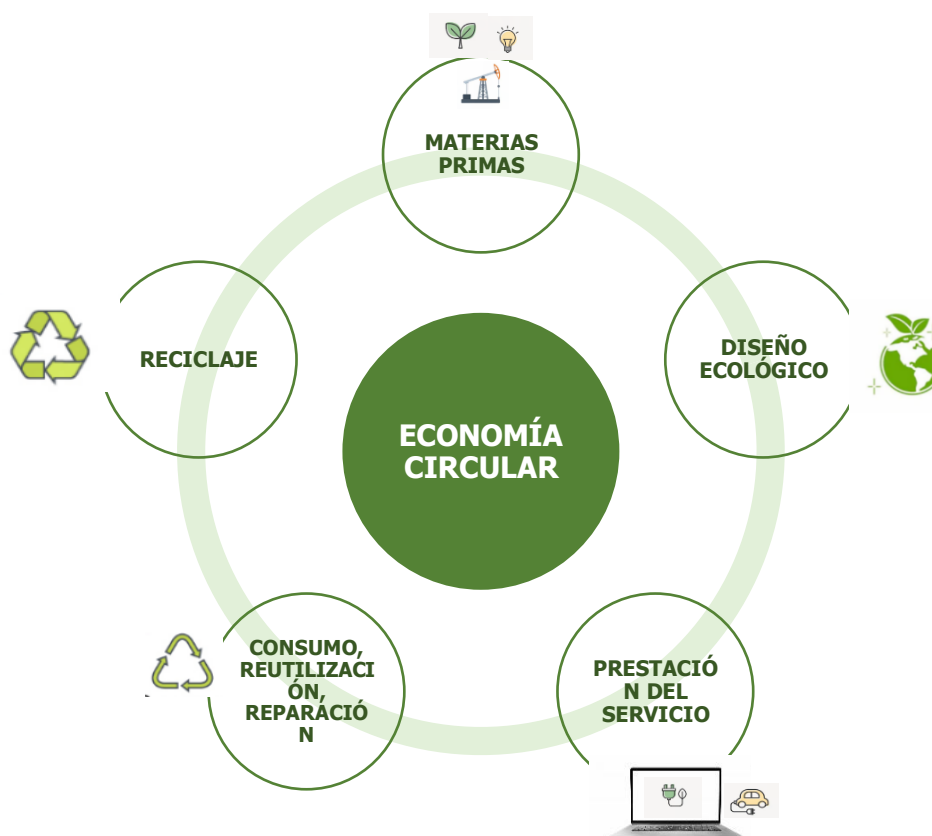 MATERIAS
PRIMAS
DISEÑO
ECOLÓGICO
PRESTACIÓ
N DEL
SERVICIO
CONSUMO,
REUTILIZACI
ÓN,
REPARACIÓ
N
RECICLAJE
ECONOMÍA
CIRCULAR